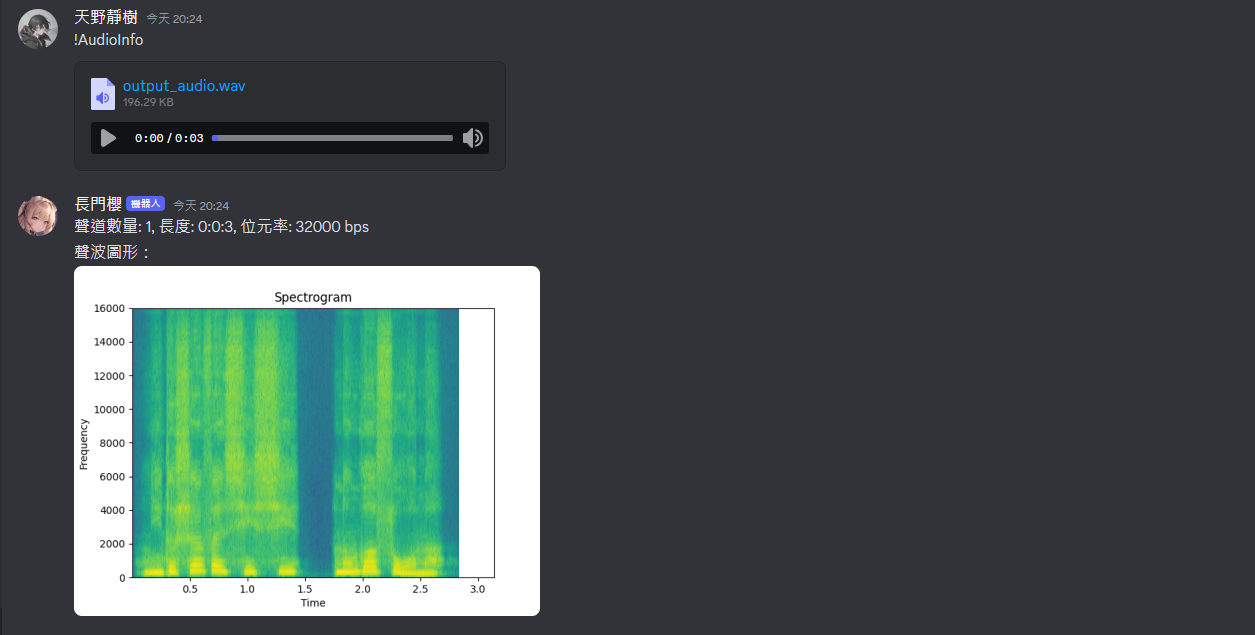 天野靜樹 今天 20:24
!AudioInfo
output_audio.wav
196.29 KB
0:00 / 0:03
長門櫻 機器人 今天 20:24
聲道數量: 1, 長度: 0:0:3, 位元率: 32000 bps
聲波圖形：
Spectrogram
16000
14000
12000
10000
8000
6000
4000
2000
0
Frequency
0.5 1.0 1.5 2.0 2.5 3.0
Time